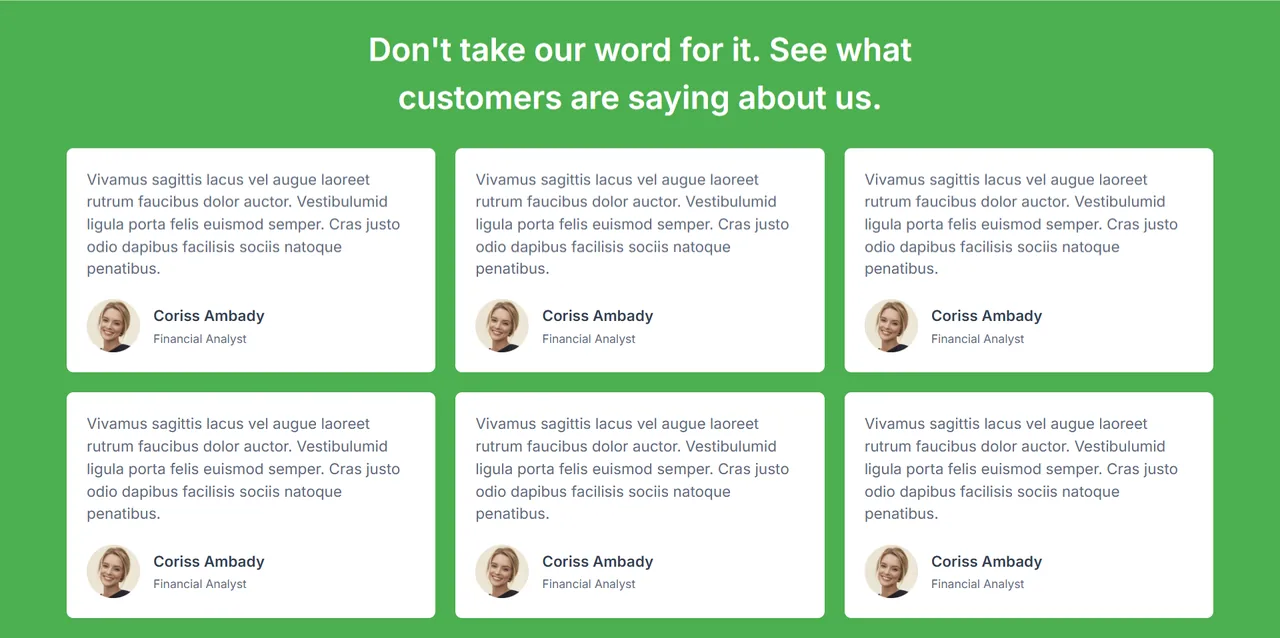 Don't take our word for it. See what
customers are saying about us.
Vivamus sagittis lacus vel augue laoreet
rutrum faucibus dolor auctor. Vestibulumid
ligula porta felis euismod semper. Cras justo
odio dapibus facilisis sociis natoque
penatibus.
Coriss Ambady
Financial Analyst
Vivamus sagittis lacus vel augue laoreet
rutrum faucibus dolor auctor. Vestibulumid
ligula porta felis euismod semper. Cras justo
odio dapibus facilisis sociis natoque
penatibus.
Coriss Ambady
Financial Analyst
Vivamus sagittis lacus vel augue laoreet
rutrum faucibus dolor auctor. Vestibulumid
ligula porta felis euismod semper. Cras justo
odio dapibus facilisis sociis natoque
penatibus.
Coriss Ambady
Financial Analyst
Vivamus sagittis lacus vel augue laoreet
rutrum faucibus dolor auctor. Vestibulumid
ligula porta felis euismod semper. Cras justo
odio dapibus facilisis sociis natoque
penatibus.
Coriss Ambady
Financial Analyst
Vivamus sagittis lacus vel augue laoreet
rutrum faucibus dolor auctor. Vestibulumid
ligula porta felis euismod semper. Cras justo
odio dapibus facilisis sociis natoque
penatibus.
Coriss Ambady
Financial Analyst
Vivamus sagittis lacus vel augue laoreet
rutrum faucibus dolor auctor. Vestibulumid
ligula porta felis euismod semper. Cras justo
odio dapibus facilisis sociis natoque
penatibus.
Coriss Ambady
Financial Analyst